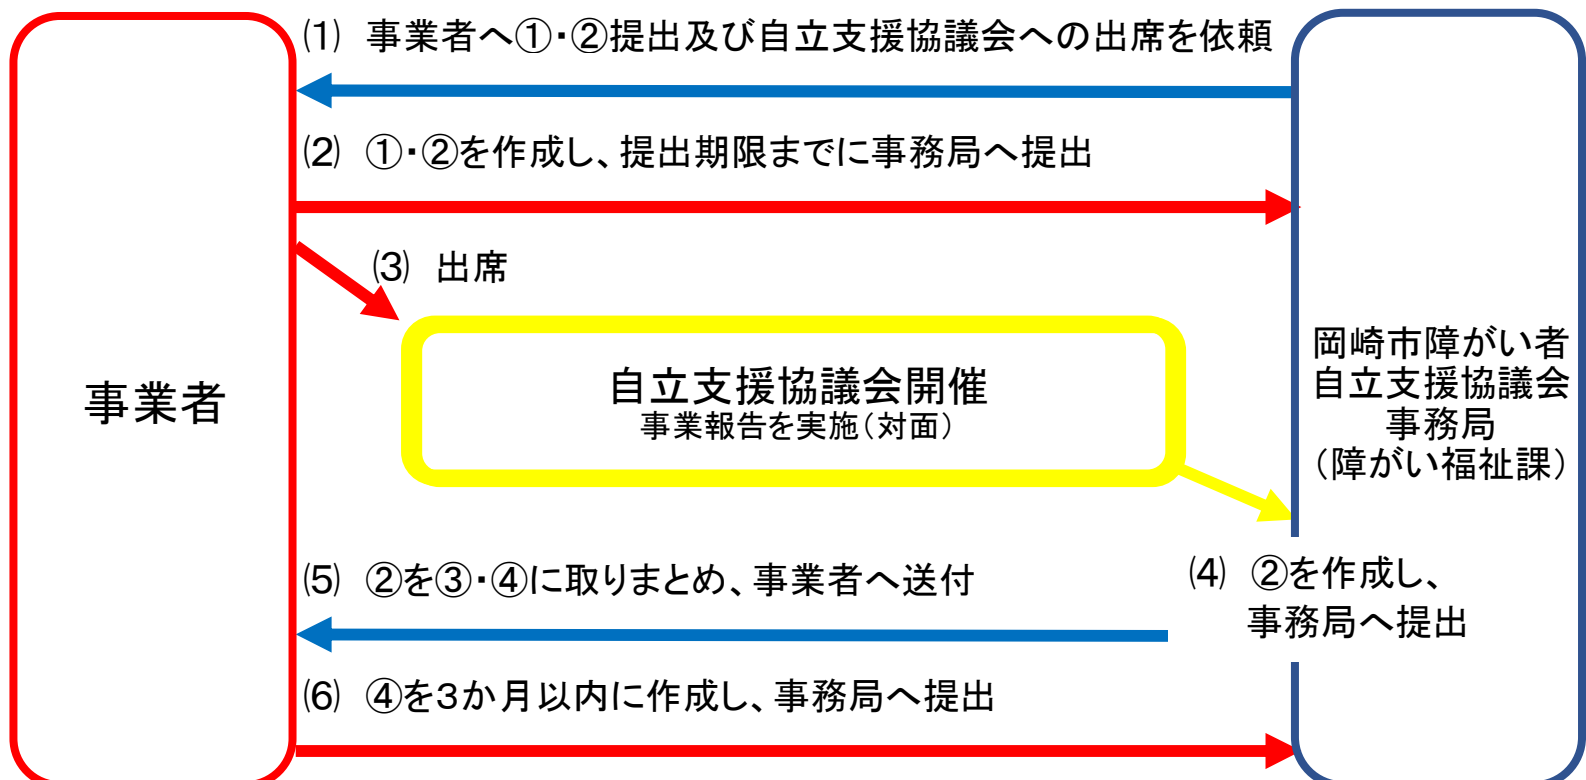 ⑴ 事業者へ①・②提出及び自立支援協議会への出席を依頼
⑵ ①・②を作成し、提出期限までに事務局へ提出
⑶ 出席
事業者
自立支援協議会開催
事業報告を実施（対面）
岡崎市障がい者
自立支援協議会
事務局
（障がい福祉課）
⑷ ②を作成し、
事務局へ提出
⑸ ②を③・④に取りまとめ、事業者へ送付
⑹ ④を３か月以内に作成し、事務局へ提出